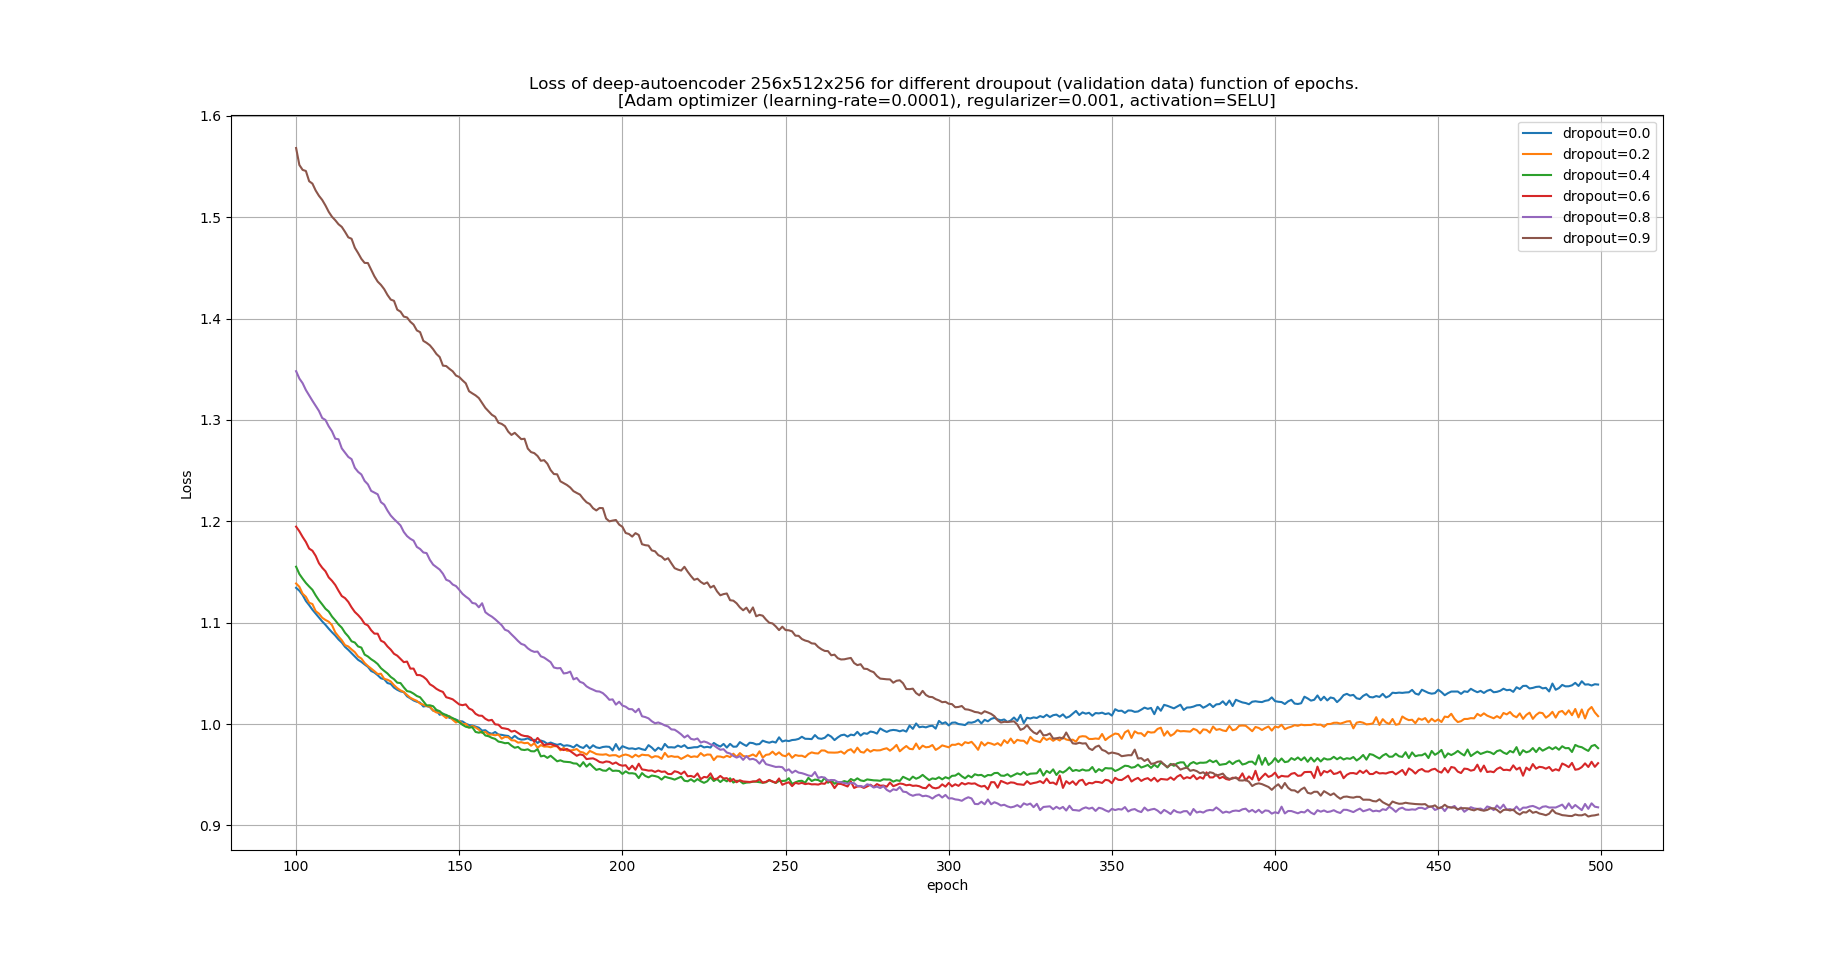 Loss of deep-autoencoder 256x512x256 for different droupout (validation data) function of epochs.
[Adam optimizer (learning-rate=0.0001), regularizer=0.001, activation=SELU]
1.6
1.5
1.4
1.3
1.2
1.1
1.0
0.9
Loss
dropout=0.0
dropout=0.2
dropout=0.4
dropout=0.6
dropout=0.8
dropout=0.9
100 150 200 250 300 350 400 450 500
epoch